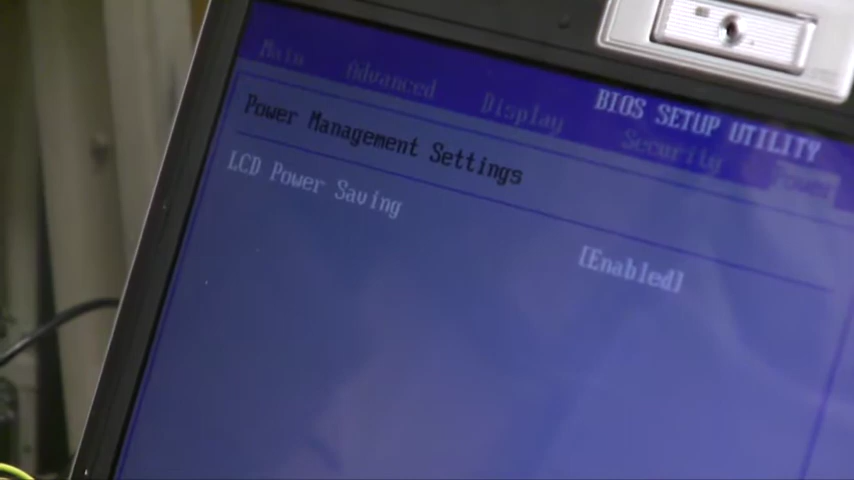 BIOS SETUP UTILITY
Main Advanced Display Security Power
Power Management Settings
LCD Power Saving [Enabled]